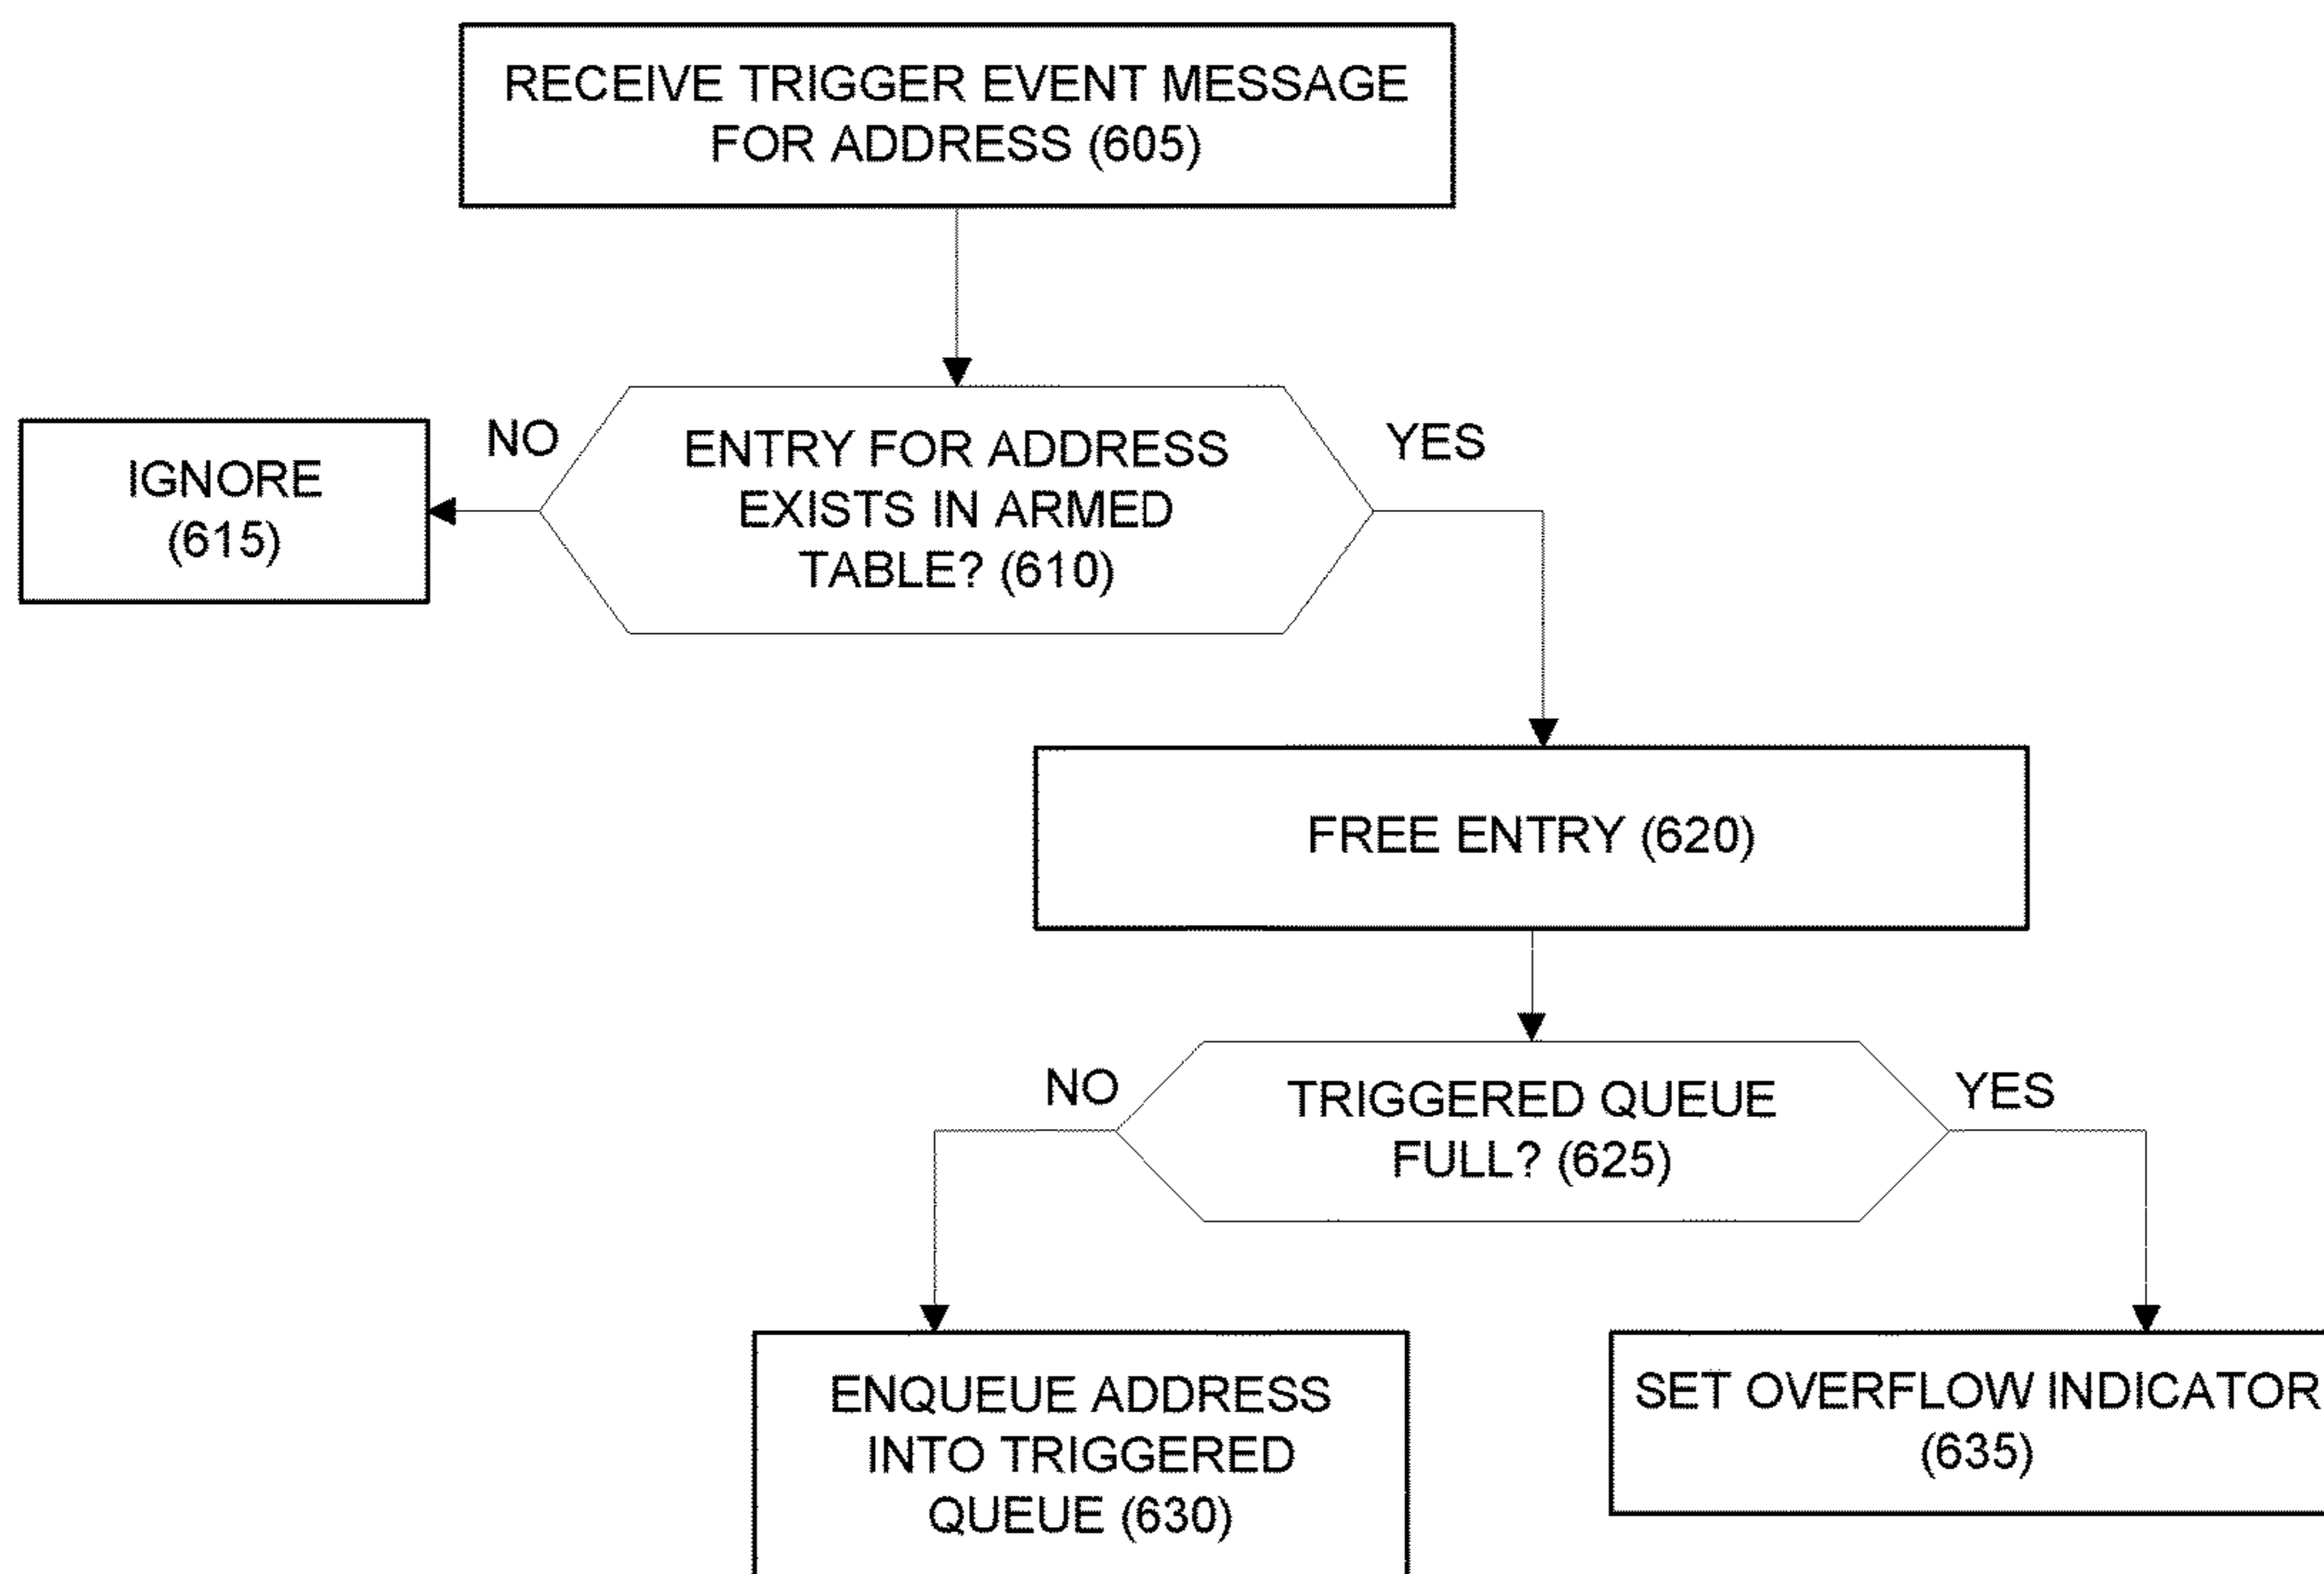 RECEIVE TRIGGER EVENT MESSAGE
FOR ADDRESS (605)
NO
YES
IGNORE
(615)
ENTRY FOR ADDRESS
EXISTS IN ARMED
TABLE? (610)
FREE ENTRY (620)
NO
YES
TRIGGERED QUEUE
FULL? (625)
ENQUEUE ADDRESS
INTO TRIGGERED
QUEUE (630)
SET OVERFLOW INDICATOR
(635)